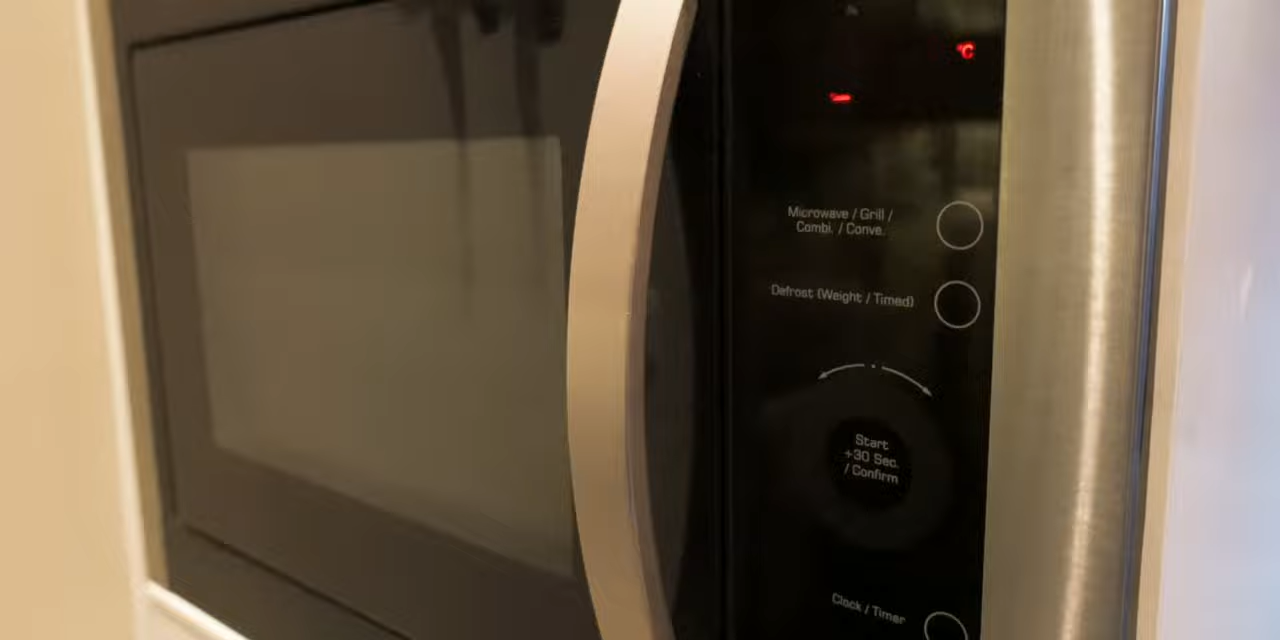 °C
Microwave / Grill /
Combi. / Conve.
Defrost (Weight / Timed)
Start
+30 Sec.
/ Confirm
Clock / Timer